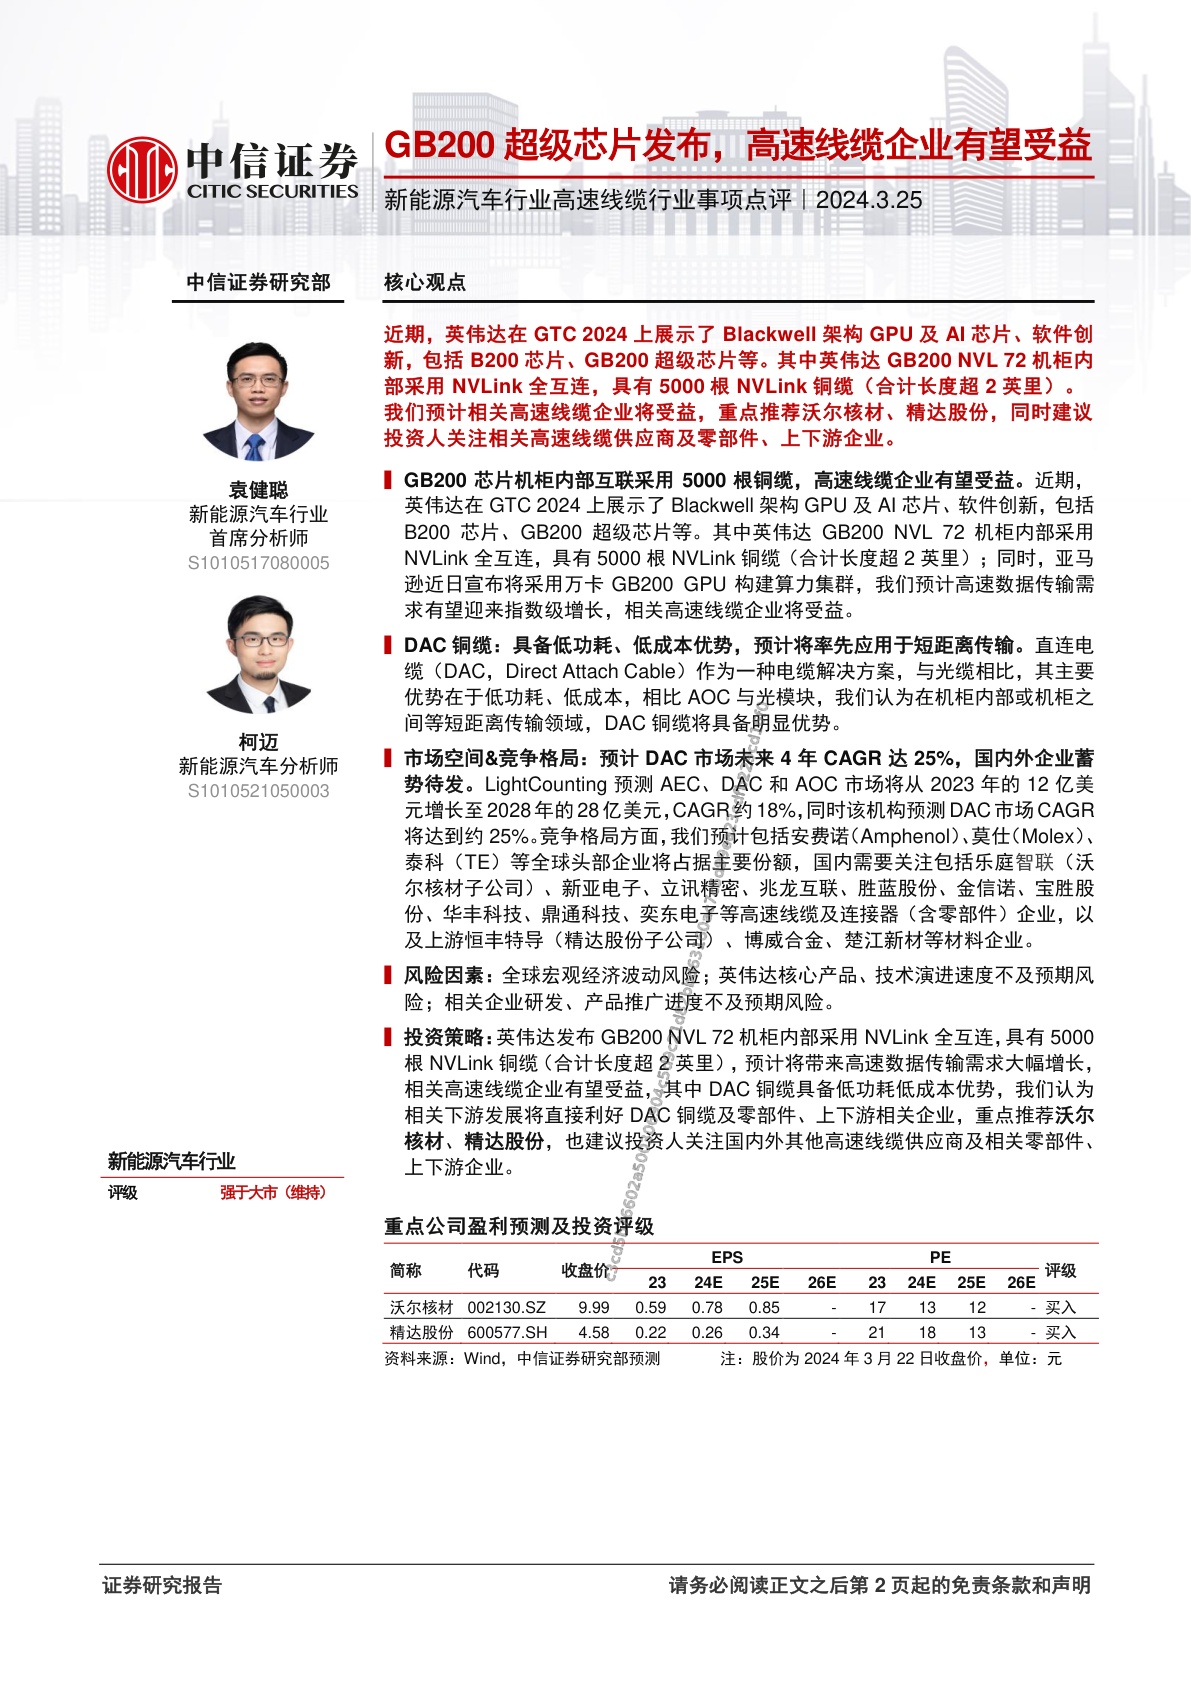 中信证券
CITIC SECURITIES
GB200 超级芯片发布，高速线缆企业有望受益
新能源汽车行业高速线缆行业事项点评｜2024.3.25
中信证券研究部
袁健聪
新能源汽车行业
首席分析师
S1010517080005
柯迈
新能源汽车分析师
S1010521050003
新能源汽车行业
评级 强于大市（维持）
核心观点
近期，英伟达在 GTC 2024 上展示了 Blackwell 架构 GPU 及 AI 芯片、软件创
新，包括 B200 芯片、GB200 超级芯片等。其中英伟达 GB200 NVL 72 机柜内
部采用 NVLink 全互连，具有 5000 根 NVLink 铜缆（合计长度超 2 英里）。
我们预计相关高速线缆企业将受益，重点推荐沃尔核材、精达股份，同时建议
投资人关注相关高速线缆供应商及零部件、上下游企业。
GB200 芯片机柜内部互联采用 5000 根铜缆，高速线缆企业有望受益。近期，
英伟达在 GTC 2024 上展示了 Blackwell 架构 GPU 及 AI 芯片、软件创新，包括
B200 芯片、GB200 超级芯片等。其中英伟达 GB200 NVL 72 机柜内部采用
NVLink 全互连，具有 5000 根 NVLink 铜缆（合计长度超 2 英里）；同时，亚马
逊近日宣布将采用万卡 GB200 GPU 构建算力集群，我们预计高速数据传输需
求有望迎来指数级增长，相关高速线缆企业将受益。
DAC 铜缆：具备低功耗、低成本优势，预计将率先应用于短距离传输。直连电
缆（DAC，Direct Attach Cable）作为一种电缆解决方案，与光缆相比，其主要
优势在于低功耗、低成本，相比 AOC 与光模块，我们认为在机柜内部或机柜之
间等短距离传输领域，DAC 铜缆将具备明显优势。
市场空间&竞争格局：预计 DAC 市场未来 4 年 CAGR 达 25%，国内外企业蓄
势待发。LightCounting 预测 AEC、DAC 和 AOC 市场将从 2023 年的 12 亿美
元增长至 2028 年的 28 亿美元，CAGR 约 18%，同时该机构预测 DAC 市场 CAGR
将达到约 25%。竞争格局方面，我们预计包括安费诺（Amphenol）、莫仕（Molex）、
泰科（TE）等全球头部企业将占据主要份额，国内需要关注包括乐庭智联（沃
尔核材子公司）、新亚电子、立讯精密、兆龙互联、胜蓝股份、金信诺、宝胜股
份、华丰科技、鼎通科技、奕东电子等高速线缆及连接器（含零部件）企业，以
及上游恒丰特导（精达股份子公司）、博威合金、楚江新材等材料企业。
风险因素：全球宏观经济波动风险；英伟达核心产品、技术演进速度不及预期风
险；相关企业研发、产品推广进度不及预期风险。
投资策略：英伟达发布 GB200 NVL 72 机柜内部采用 NVLink 全互连，具有 5000
根 NVLink 铜缆（合计长度超 2 英里），预计将带来高速数据传输需求大幅增长，
相关高速线缆企业有望受益，其中 DAC 铜缆具备低功耗低成本优势，我们认为
相关下游发展将直接利好 DAC 铜缆及零部件、上下游相关企业，重点推荐沃尔
核材、精达股份，也建议投资人关注国内外其他高速线缆供应商及相关零部件、
上下游企业。
重点公司盈利预测及投资评级
简称 代码 收盘价 EPS PE 评级
23 24E 25E 26E 23 24E 25E 26E
沃尔核材 002130.SZ 9.99 0.59 0.78 0.85 - 17 13 12 - 买入
精达股份 600577.SH 4.58 0.22 0.26 0.34 - 21 18 13 - 买入
资料来源：Wind，中信证券研究部预测 注：股价为 2024 年 3 月 22 日收盘价，单位：元
证券研究报告 请务必阅读正文之后第 2 页起的免责条款和声明